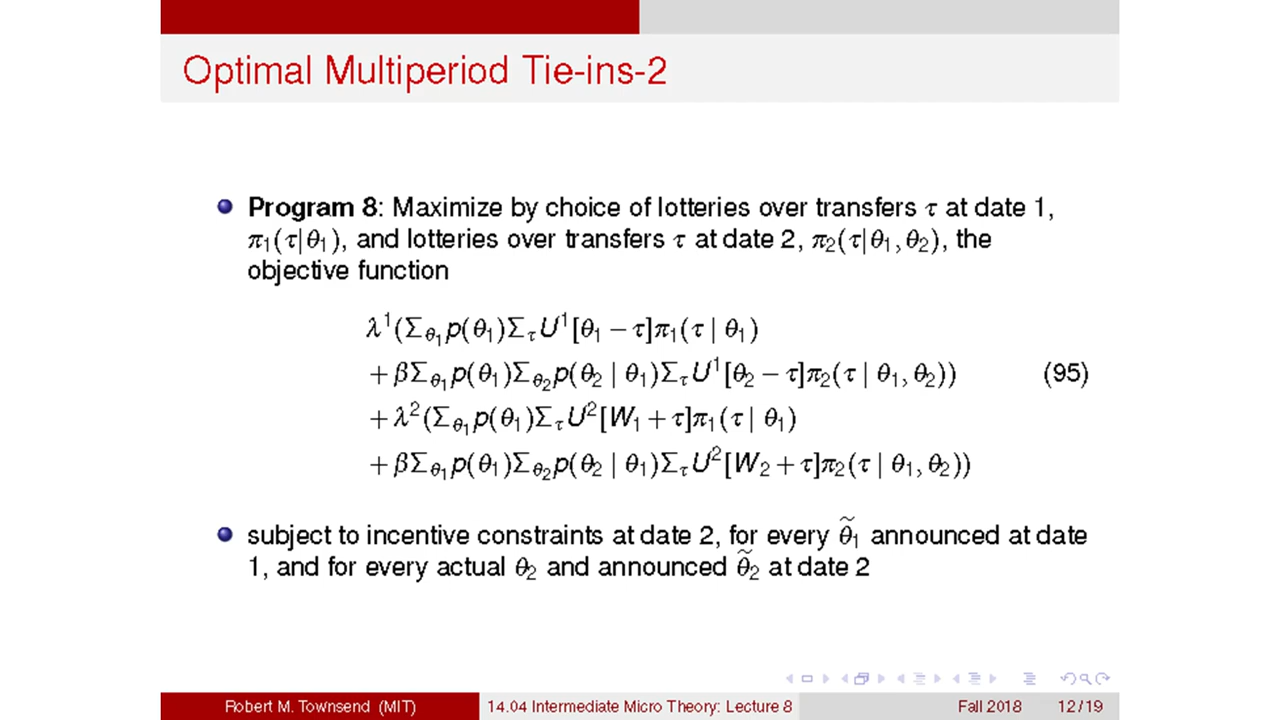 Optimal Multiperiod Tie-ins-2
Program 8: Maximize by choice of lotteries over transfers τ at date 1,
π₁(τ|θ₁), and lotteries over transfers τ at date 2, π₂(τ|θ₁,θ₂), the
objective function
λ¹(Σ_θ₁ p(θ₁)Σ_τ U¹[θ₁ − τ]π₁(τ | θ₁)
+ βΣ_θ₁ p(θ₁)Σ_θ₂ p(θ₂ | θ₁)Σ_τ U¹[θ₂ − τ]π₂(τ | θ₁,θ₂)) (95)
+ λ²(Σ_θ₁ p(θ₁)Σ_τ U²[W₁ + τ]π₁(τ | θ₁)
+ βΣ_θ₁ p(θ₁)Σ_θ₂ p(θ₂ | θ₁)Σ_τ U²[W₂ + τ]π₂(τ | θ₁,θ₂))
subject to incentive constraints at date 2, for every θ̃₁ announced at date
1, and for every actual θ₂ and announced θ̃₂ at date 2
Robert M. Townsend (MIT) 14.04 Intermediate Micro Theory: Lecture 8 Fall 2018 12/19